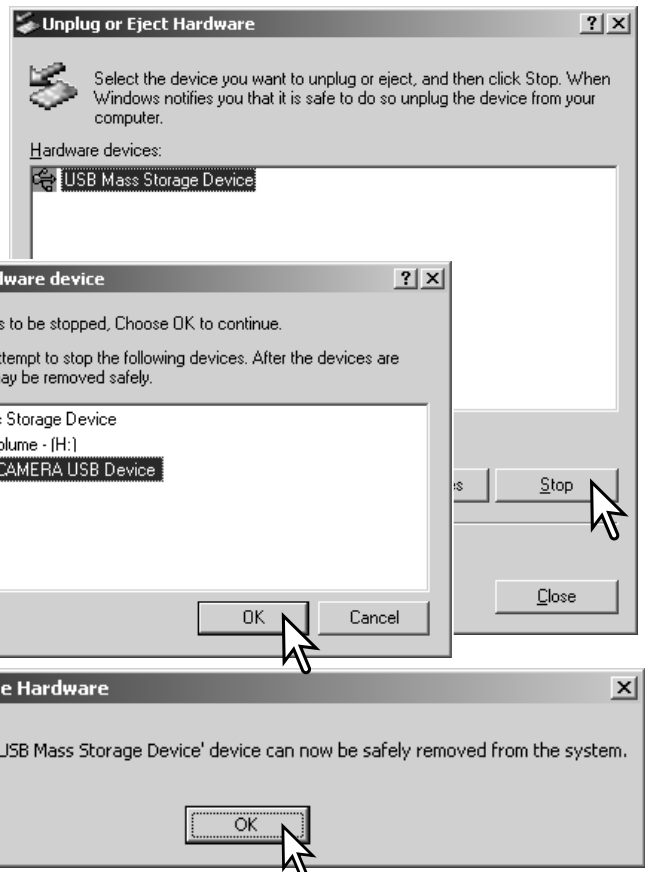 Unplug or Eject Hardware
Select the device you want to unplug or eject, and then click Stop. When
Windows notifies you that it is safe to do so unplug the device from your
computer.
Hardware devices:
USB Mass Storage Device
device
to be stopped, Choose OK to continue.
to stop the following devices. After the devices are
be removed safely.
Storage Device
- (H:)
CAMERA USB Device
Stop
Close
OK
Cancel
Hardware
USB Mass Storage Device' device can now be safely removed from the system.
OK